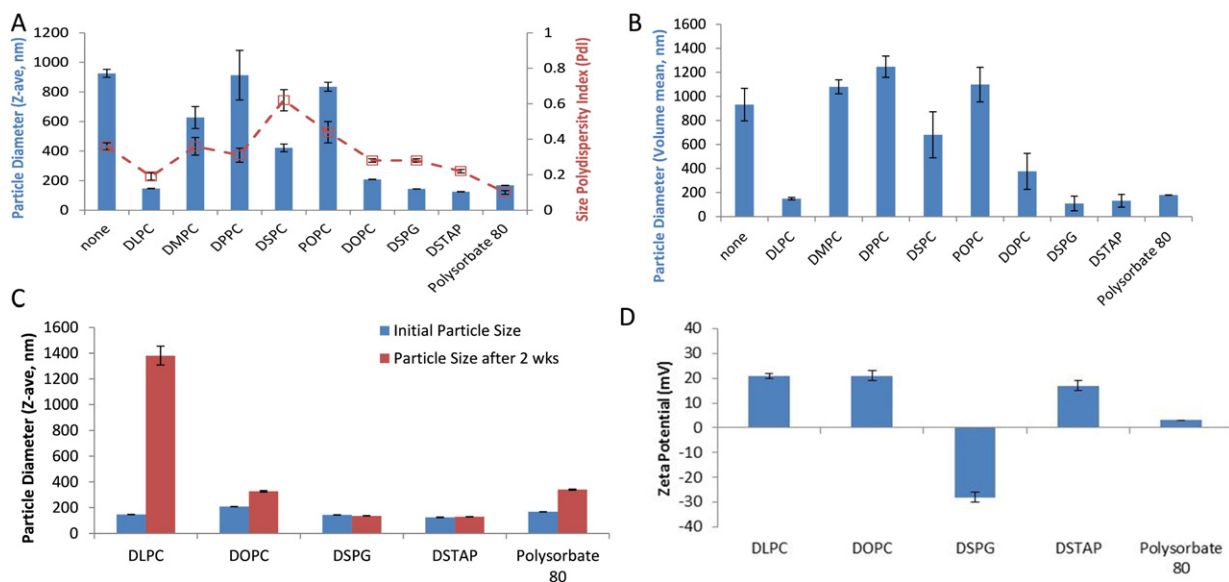 A
Particle Diameter (Z-ave, nm)
1200
1000
800
600
400
200
0
1
0.8
0.6
0.4
0.2
0
Size Polydispersity Index (PdI)
none
DLPC
DMPC
DPPC
DSPC
POPC
DOPC
DSPG
DSTAP
Polysorbate 80
B
Particle Diameter (Volume mean, nm)
1600
1400
1200
1000
800
600
400
200
0
none
DLPC
DMPC
DPPC
DSPC
POPC
DOPC
DSPG
DSTAP
Polysorbate 80
C
Particle Diameter (Z-ave, nm)
1600
1400
1200
1000
800
600
400
200
0
Initial Particle Size
Particle Size after 2 wks
DLPC
DOPC
DSPG
DSTAP
Polysorbate
80
D
Zeta Potential (mV)
40
30
20
10
0
-10
-20
-30
-40
DLPC
DOPC
DSPG
DSTAP
Polysorbate
80